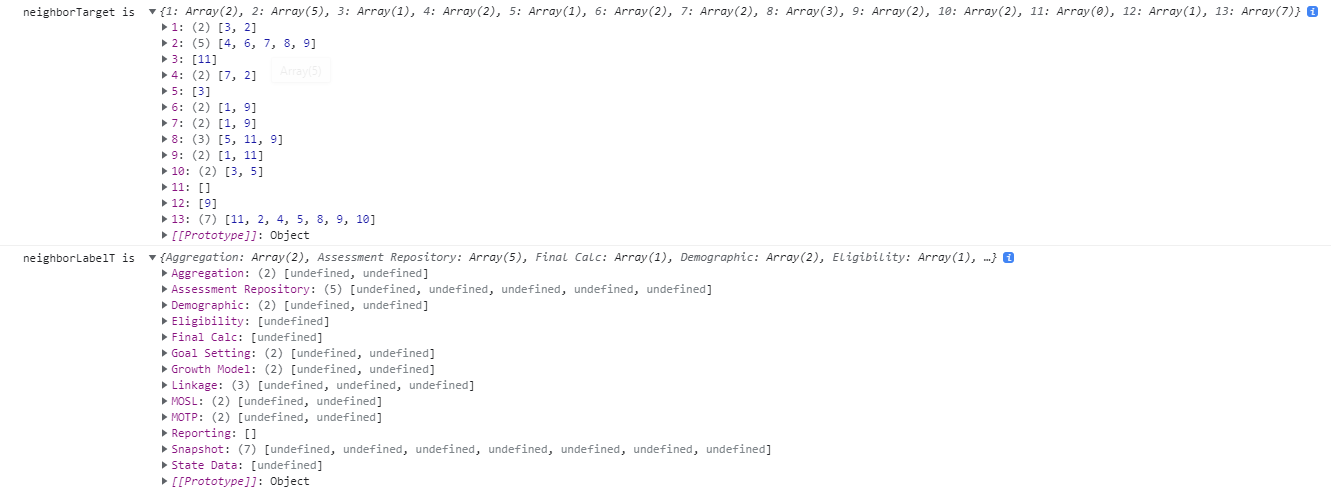 neighborTarget is {1: Array(2), 2: Array(5), 3: Array(1), 4: Array(2), 5: Array(1), 6: Array(2), 7: Array(2), 8: Array(3), 9: Array(2), 10: Array(2), 11: Array(0), 12: Array(1), 13: Array(7)} i
1: (2) [3, 2]
2: (5) [4, 6, 7, 8, 9]
3: [11]
Array(5)
4: (2) [7, 2]
5: [3]
6: (2) [1, 9]
7: (2) [1, 9]
8: (3) [5, 11, 9]
9: (2) [1, 11]
10: (2) [3, 5]
11: []
12: [9]
13: (7) [11, 2, 4, 5, 8, 9, 10]
[[Prototype]]: Object
neighborLabelT is {Aggregation: Array(2), Assessment Repository: Array(5), Final Calc: Array(1), Demographic: Array(2), Eligibility: Array(1), …} i
Aggregation: (2) [undefined, undefined]
Assessment Repository: (5) [undefined, undefined, undefined, undefined, undefined]
Demographic: (2) [undefined, undefined]
Eligibility: [undefined]
Final Calc: [undefined]
Goal Setting: (2) [undefined, undefined]
Growth Model: (2) [undefined, undefined]
Linkage: (3) [undefined, undefined, undefined]
MOSL: (2) [undefined, undefined]
MOTP: (2) [undefined, undefined]
Reporting: []
Snapshot: (7) [undefined, undefined, undefined, undefined, undefined, undefined, undefined]
State Data: [undefined]
[[Prototype]]: Object